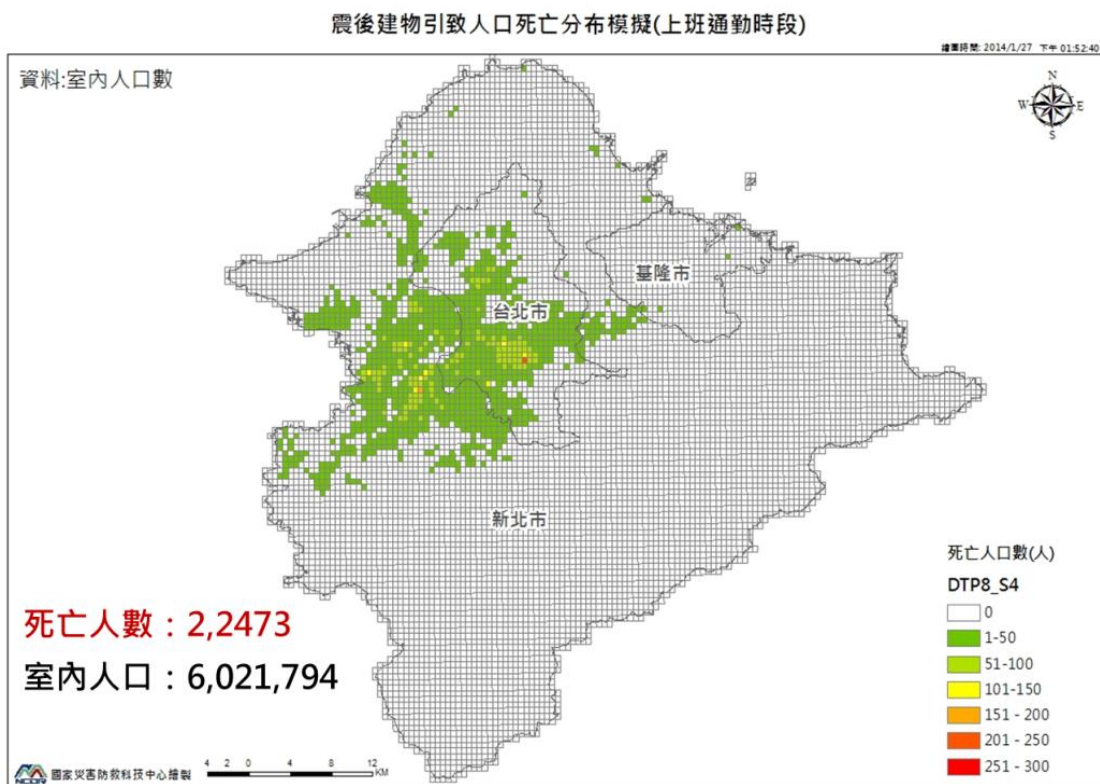 震後建物引致人口死亡分布模擬(上班通勤時段)
繪圖時間: 2014/1/27 下午 01:52:40
資料:室內人口數
N
W E
S
基隆市
台北市
新北市
死亡人數：2,2473
室內人口：6,021,794
死亡人口數(人)
DTP8_S4
0
1-50
51-100
101-150
151 - 200
201 - 250
251 - 300
NCDR 國家災害防救科技中心繪製
4 2 0 4 8 12
KM